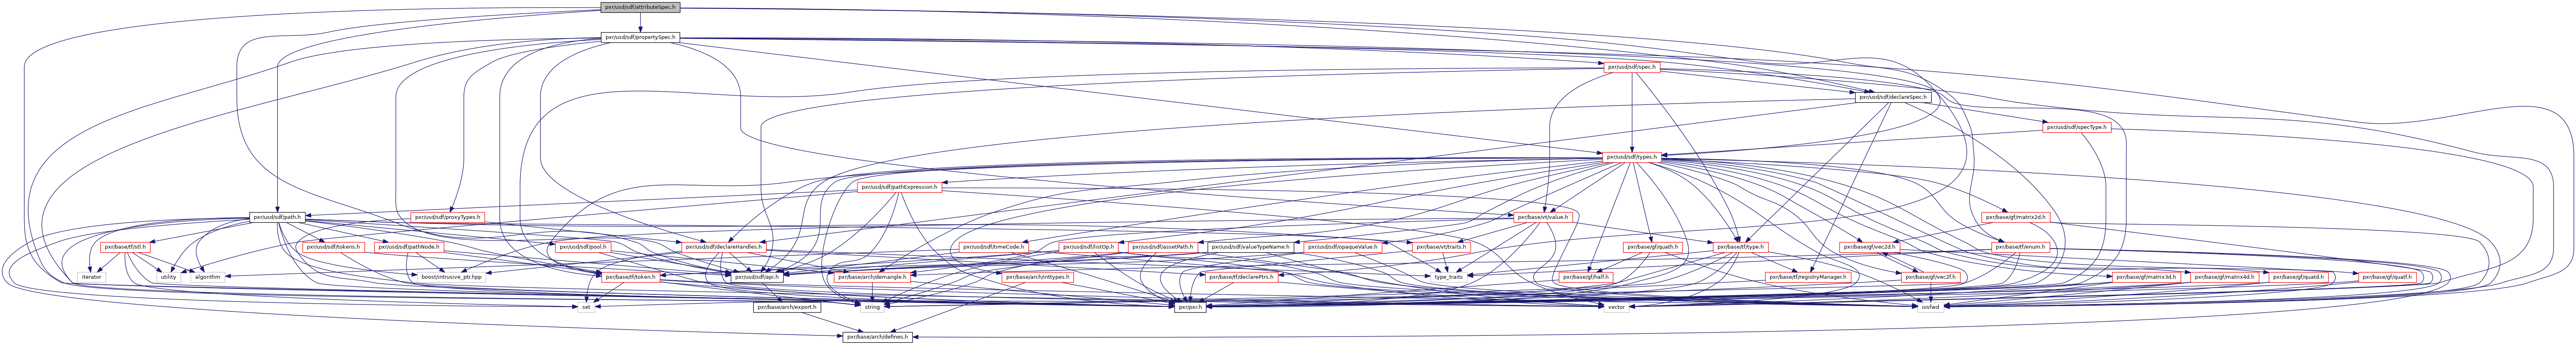 pxr/usd/sdf/attributeSpec.h
pxr/usd/sdf/propertySpec.h
pxr/usd/sdf/spec.h
pxr/usd/sdf/declareSpec.h
pxr/usd/sdf/specType.h
pxr/usd/sdf/types.h
pxr/usd/sdf/pathExpression.h
pxr/usd/sdf/path.h
pxr/usd/sdf/proxyTypes.h
pxr/base/vt/value.h
pxr/base/gf/matrix2d.h
pxr/base/tf/stl.h
pxr/usd/sdf/tokens.h
pxr/usd/sdf/pathNode.h
pxr/usd/sdf/pool.h
pxr/usd/sdf/declareHandles.h
pxr/usd/sdf/timeCode.h
pxr/usd/sdf/listOp.h
pxr/usd/sdf/assetPath.h
pxr/usd/sdf/valueTypeName.h
pxr/usd/sdf/opaqueValue.h
pxr/base/vt/traits.h
pxr/base/gf/quath.h
pxr/base/tf/type.h
pxr/base/gf/vec2d.h
pxr/base/tf/enum.h
iterator
utility
algorithm
boost/intrusive_ptr.hpp
pxr/base/tf/token.h
pxr/usd/sdf/api.h
pxr/base/arch/demangle.h
pxr/base/arch/inttypes.h
pxr/base/tf/declarePtrs.h
type_traits
pxr/base/gf/half.h
pxr/base/tf/registryManager.h
pxr/base/gf/vec2f.h
pxr/base/gf/matrix3d.h
pxr/base/gf/matrix4d.h
pxr/base/gf/quatd.h
pxr/base/gf/quatf.h
set
pxr/base/arch/export.h
string
pxr/pxr.h
vector
iosfwd
pxr/base/arch/defines.h